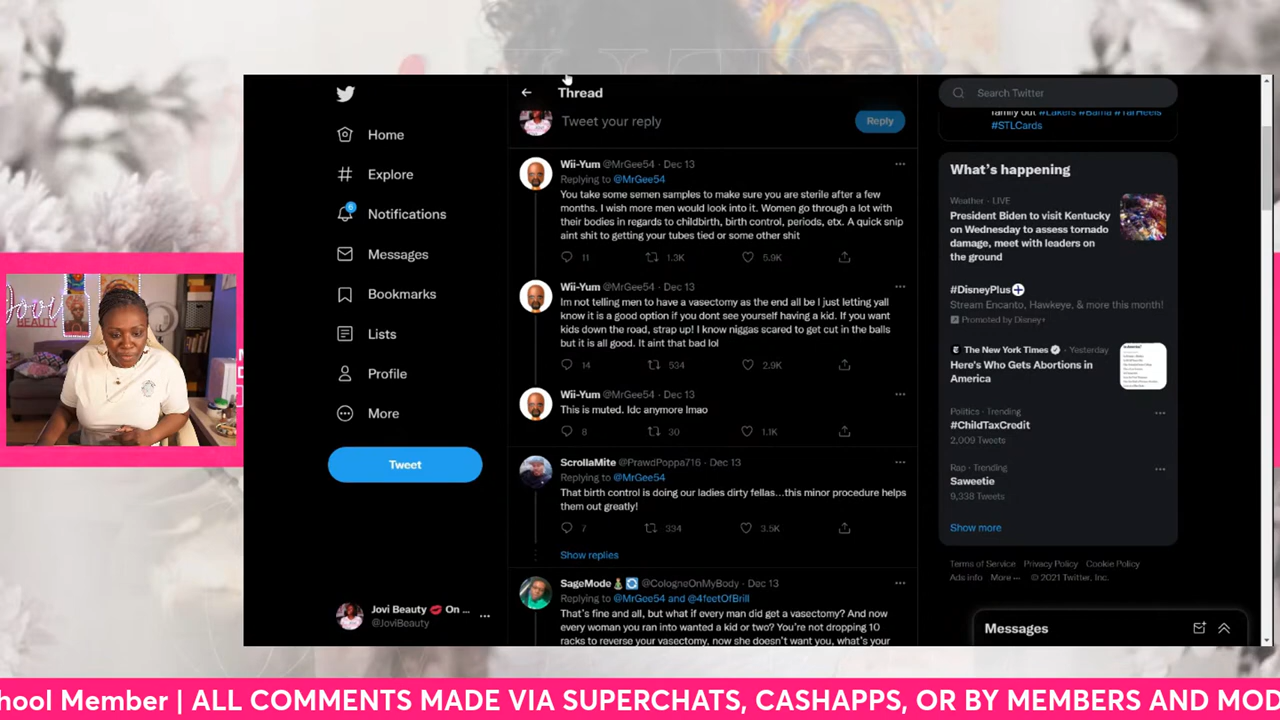 Thread
Search Twitter
Home
Explore
Notifications
Messages
Bookmarks
Lists
Profile
More
Tweet
Jovi Beauty 💋 On ...
@JoviBeauty
Tweet your reply
Reply
Wii-Yum @MrGee54 · Dec 13
Replying to @MrGee54
You take some semen samples to make sure you are sterile after a few
months. I wish more men would look into it. Women go through a lot with
their bodies in regards to childbirth, birth control, periods, etx. A quick snip
aint shit to getting your tubes tied or some other shit
11 1.3K 5.9K
Wii-Yum @MrGee54 · Dec 13
Im not telling men to have a vasectomy as the end all be I just letting yall
know it is a good option if you dont see yourself having a kid. If you want
kids down the road, strap up! I know niggas scared to get cut in the balls
but it is all good. It aint that bad lol
14 534 2.9K
Wii-Yum @MrGee54 · Dec 13
This is muted. Idc anymore lmao
8 30 1.1K
ScrollaMite @PrawdPoppa716 · Dec 13
Replying to @MrGee54
That birth control is doing our ladies dirty fellas...this minor procedure helps
them out greatly!
7 334 3.5K
Show replies
SageMode @CologneOnMyBody · Dec 13
Replying to @MrGee54 and @4feetOfBrill
That's fine and all, but what if every man did get a vasectomy? And now
every woman you ran into wanted a kid or two? You're not dropping 10
racks to reverse your vasectomy, now she doesn't want you, what's your
family out #Lakers #Bama #TarHeels
#STLCards
What's happening
Weather · LIVE
President Biden to visit Kentucky
on Wednesday to assess tornado
damage, meet with leaders on
the ground
#DisneyPlus
Stream Encanto, Hawkeye, & more this month!
Promoted by Disney+
The New York Times · Yesterday
Here's Who Gets Abortions in
America
Politics · Trending
#ChildTaxCredit
2,009 Tweets
Rap · Trending
Saweetie
9,338 Tweets
Show more
Terms of Service Privacy Policy Cookie Policy
Ads info More ··· © 2021 Twitter, Inc.
Messages
Jovi
BEAUTY
hool Member | ALL COMMENTS MADE VIA SUPERCHATS, CASHAPPS, OR BY MEMBERS AND MOD